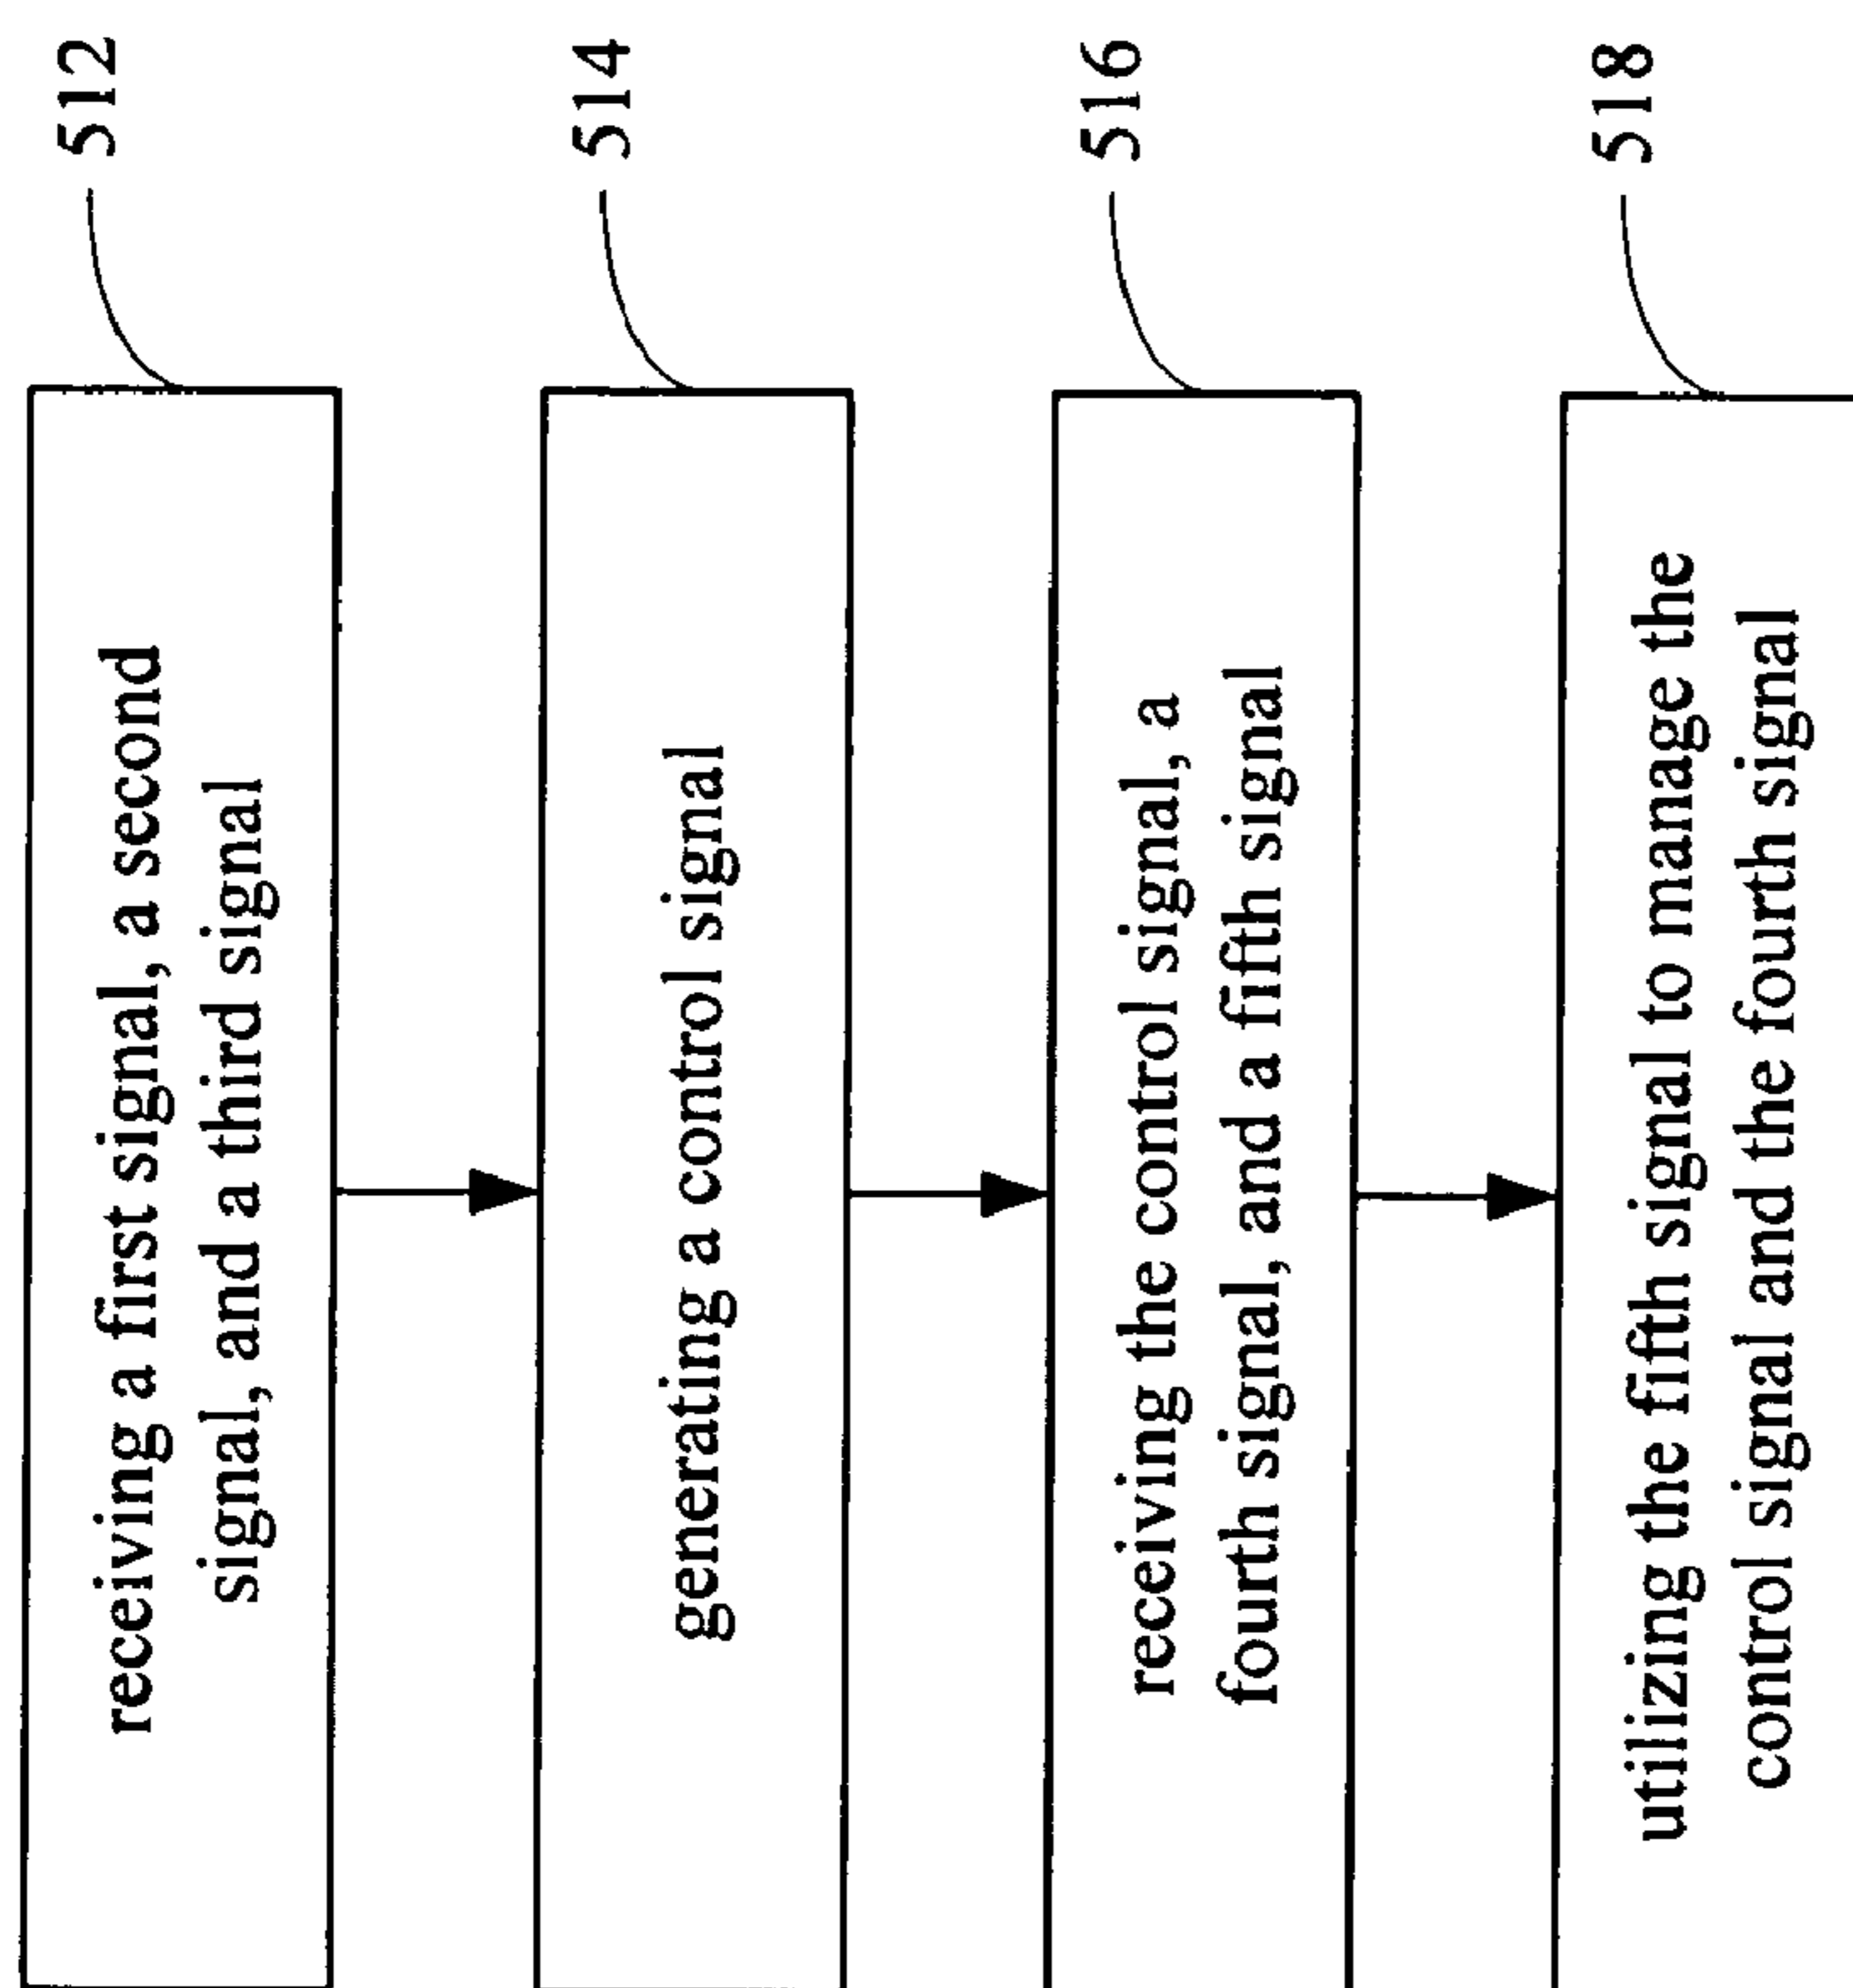 512
receiving a first signal, a second
signal, and a third signal
514
generating a control signal
516
receiving the control signal, a
fourth signal, and a fifth signal
518
utilizing the fifth signal to manage the
control signal and the fourth signal